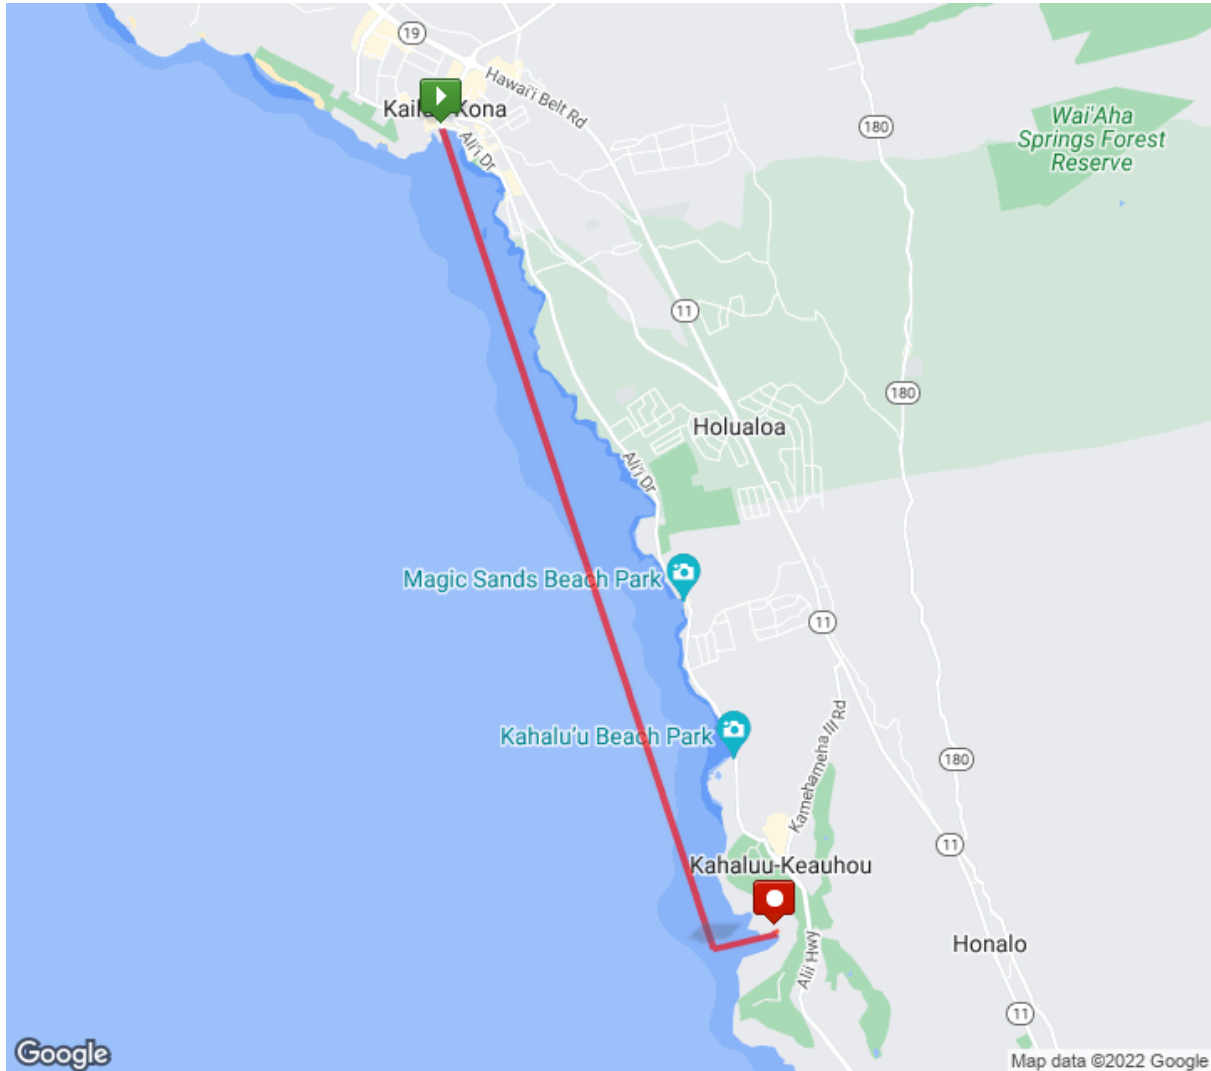 19
Hawai'i Belt Rd
Kailua-Kona
Ali'i Dr
180
Wai'Aha
Springs Forest
Reserve
11
180
Holualoa
Ali'i Dr
Magic Sands Beach Park
11
Kahalu'u Beach Park
Kamehameha III Rd
180
11
Kahaluu-Keauhou
Honalo
Alii Hwy
11
Google
Map data ©2022 Google